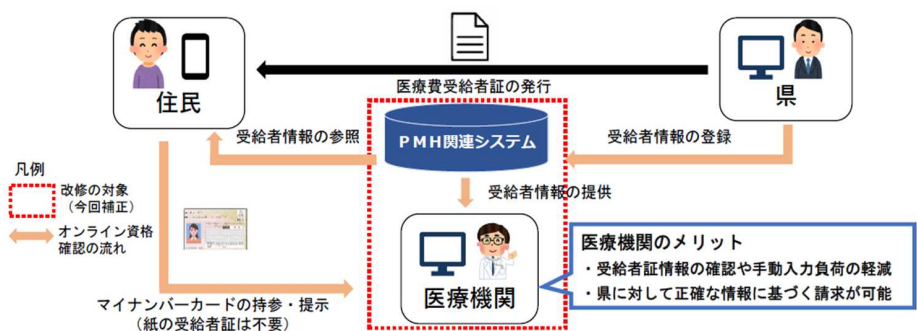 住民
医療費受給者証の発行
県
受給者情報の参照
PMH関連システム
受給者情報の登録
凡例
改修の対象
(今回補正)
オンライン資格
確認の流れ
受給者情報の提供
医療機関
医療機関のメリット
・受給者証情報の確認や手動入力負荷の軽減
・県に対して正確な情報に基づく請求が可能
マイナンバーカードの持参・提示
(紙の受給者証は不要)